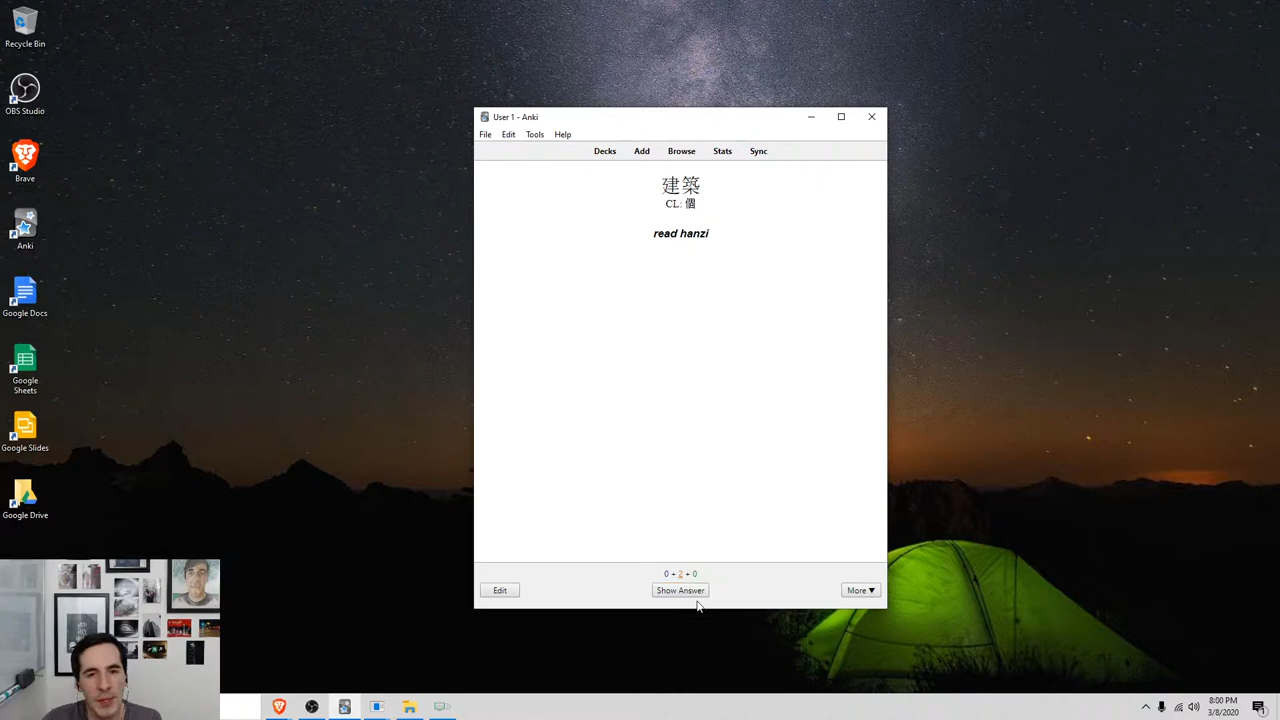 Recycle Bin
OBS Studio
Brave
Anki
Google Docs
Google
Sheets
Google Slides
Google Drive
User 1 - Anki
File Edit Tools Help
Decks Add Browse Stats Sync
建築
CL: 個
read hanzi
0 + 2 + 0
Edit Show Answer More ▼
8:00 PM
3/8/2020